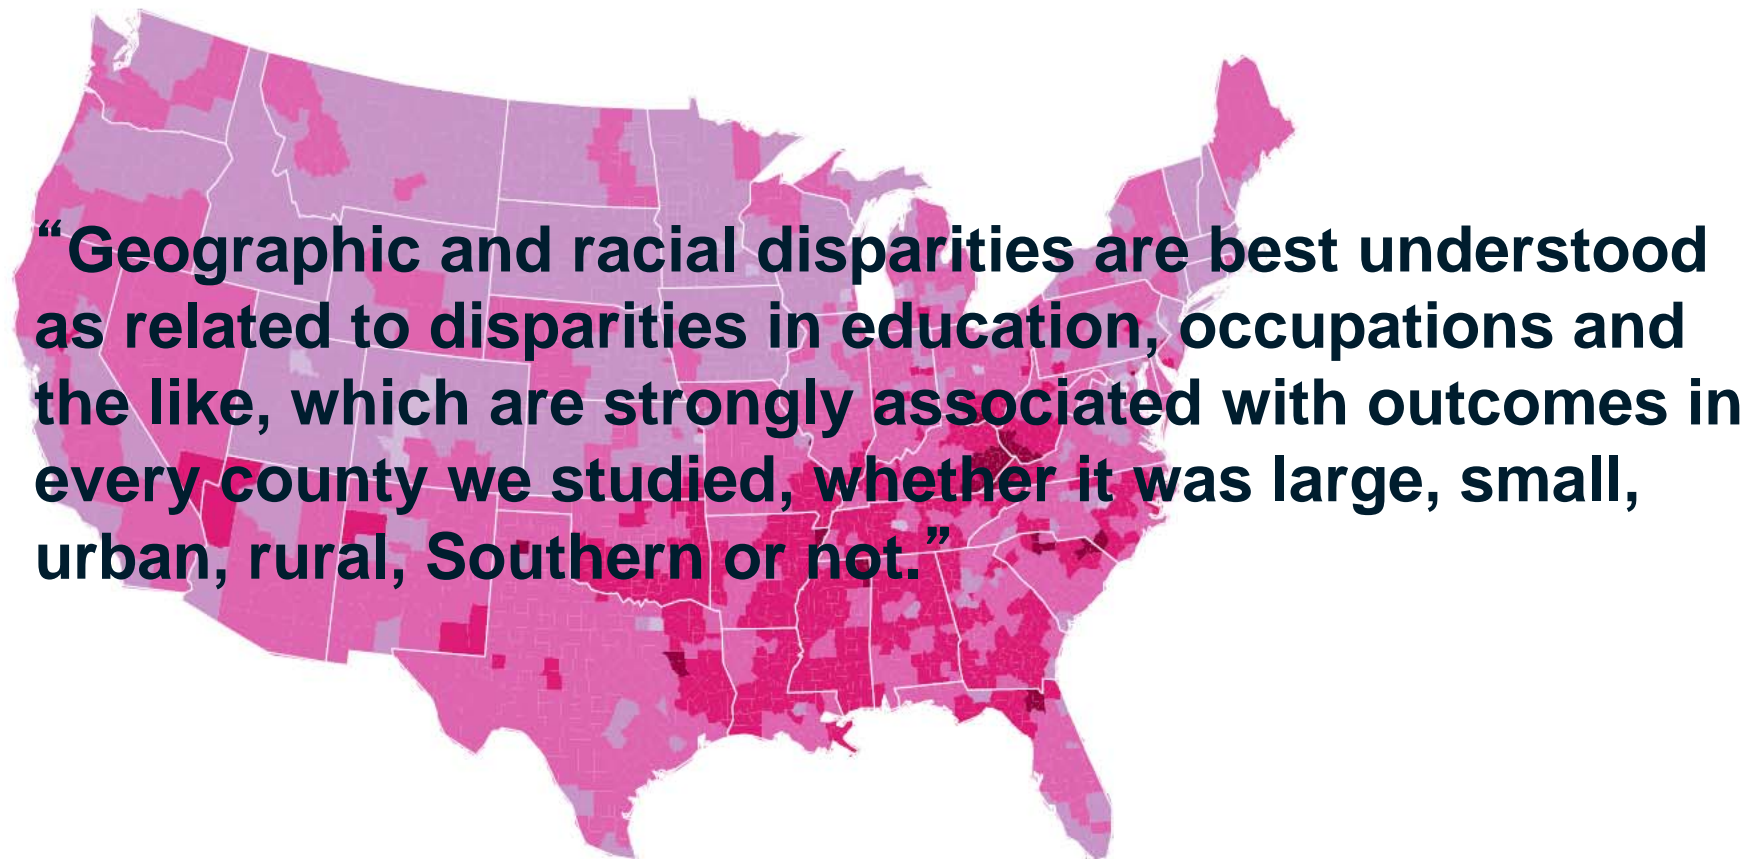 “Geographic and racial disparities are best understood
as related to disparities in education, occupations and
the like, which are strongly associated with outcomes in
every county we studied, whether it was large, small,
urban, rural, Southern or not.”